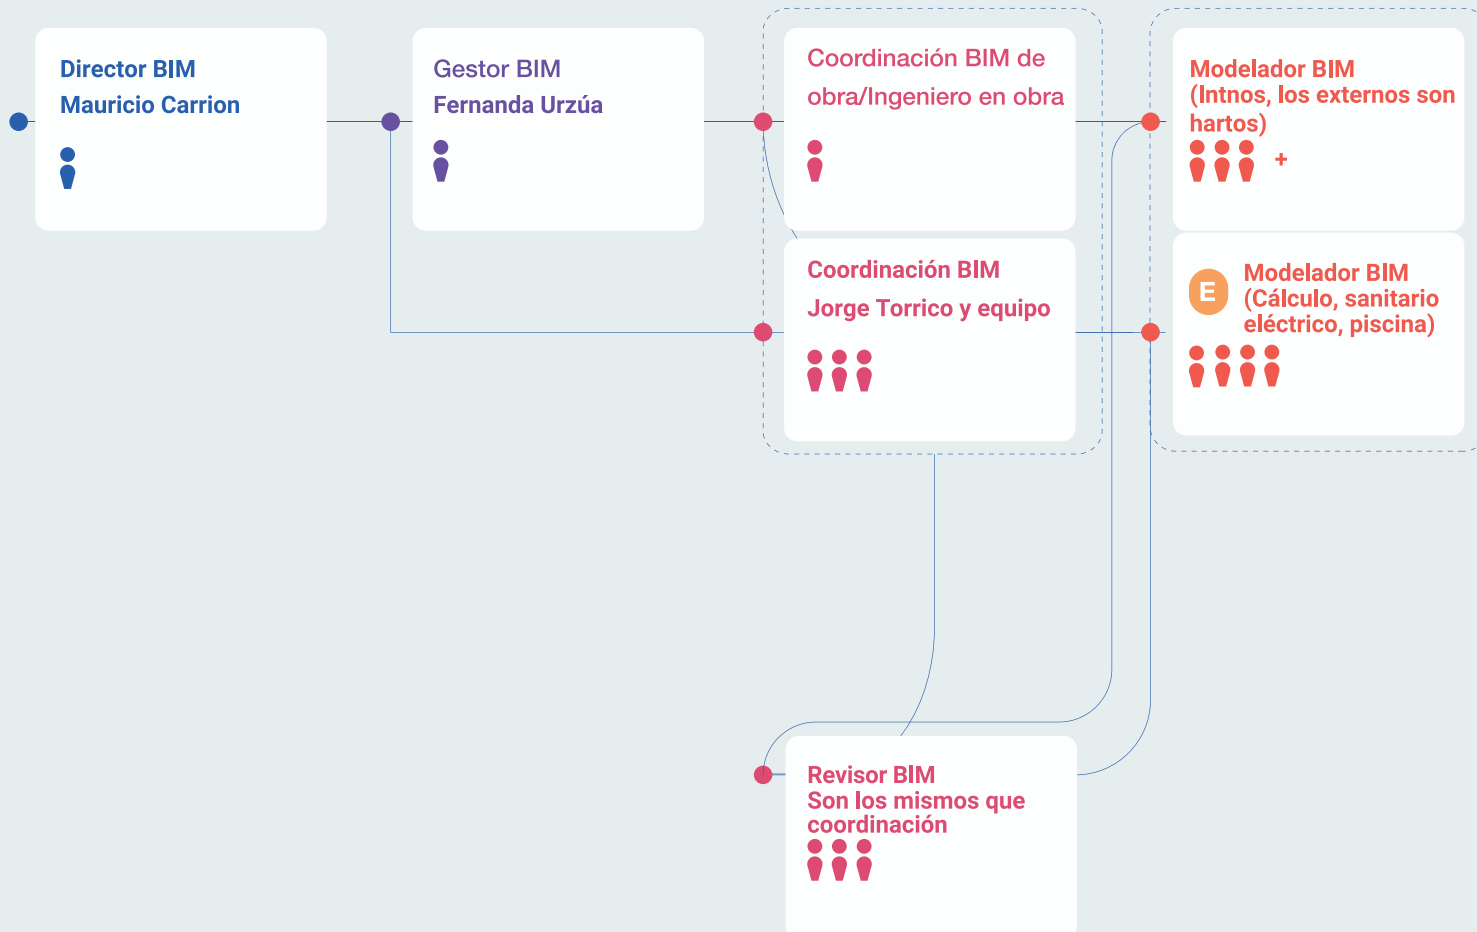 Director BIM
Mauricio Carrion
Gestor BIM
Fernanda Urzúa
Coordinación BIM de
obra/Ingeniero en obra
Modelador BIM
(Intnos, los externos son
hartos)
+
Coordinación BIM
Jorge Torrico y equipo
E
Modelador BIM
(Cálculo, sanitario
eléctrico, piscina)
Revisor BIM
Son los mismos que
coordinación